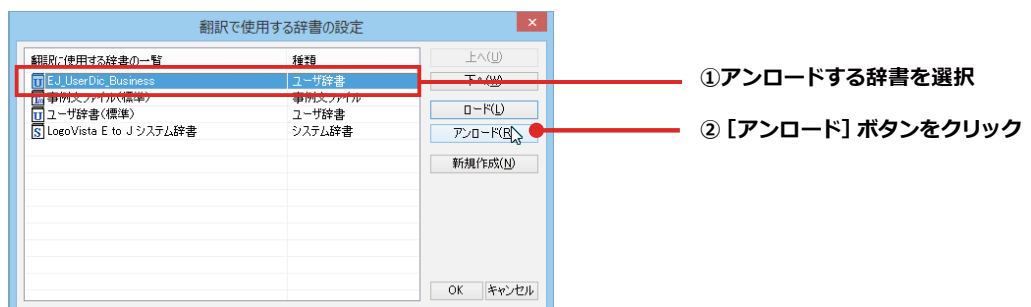 翻訳で使用する辞書の設定
×
翻訳に使用する辞書の一覧 種類
EJ_UserDic_Business ユーザ辞書
事例文ファイル(標準) 事例文ファイル
ユーザ辞書(標準) ユーザ辞書
LogoVista E to J システム辞書 システム辞書
上へ(U)
下へ(W)
ロード(L)
アンロード(R)
新規作成(N)
OK キャンセル
①アンロードする辞書を選択
②［アンロード］ボタンをクリック